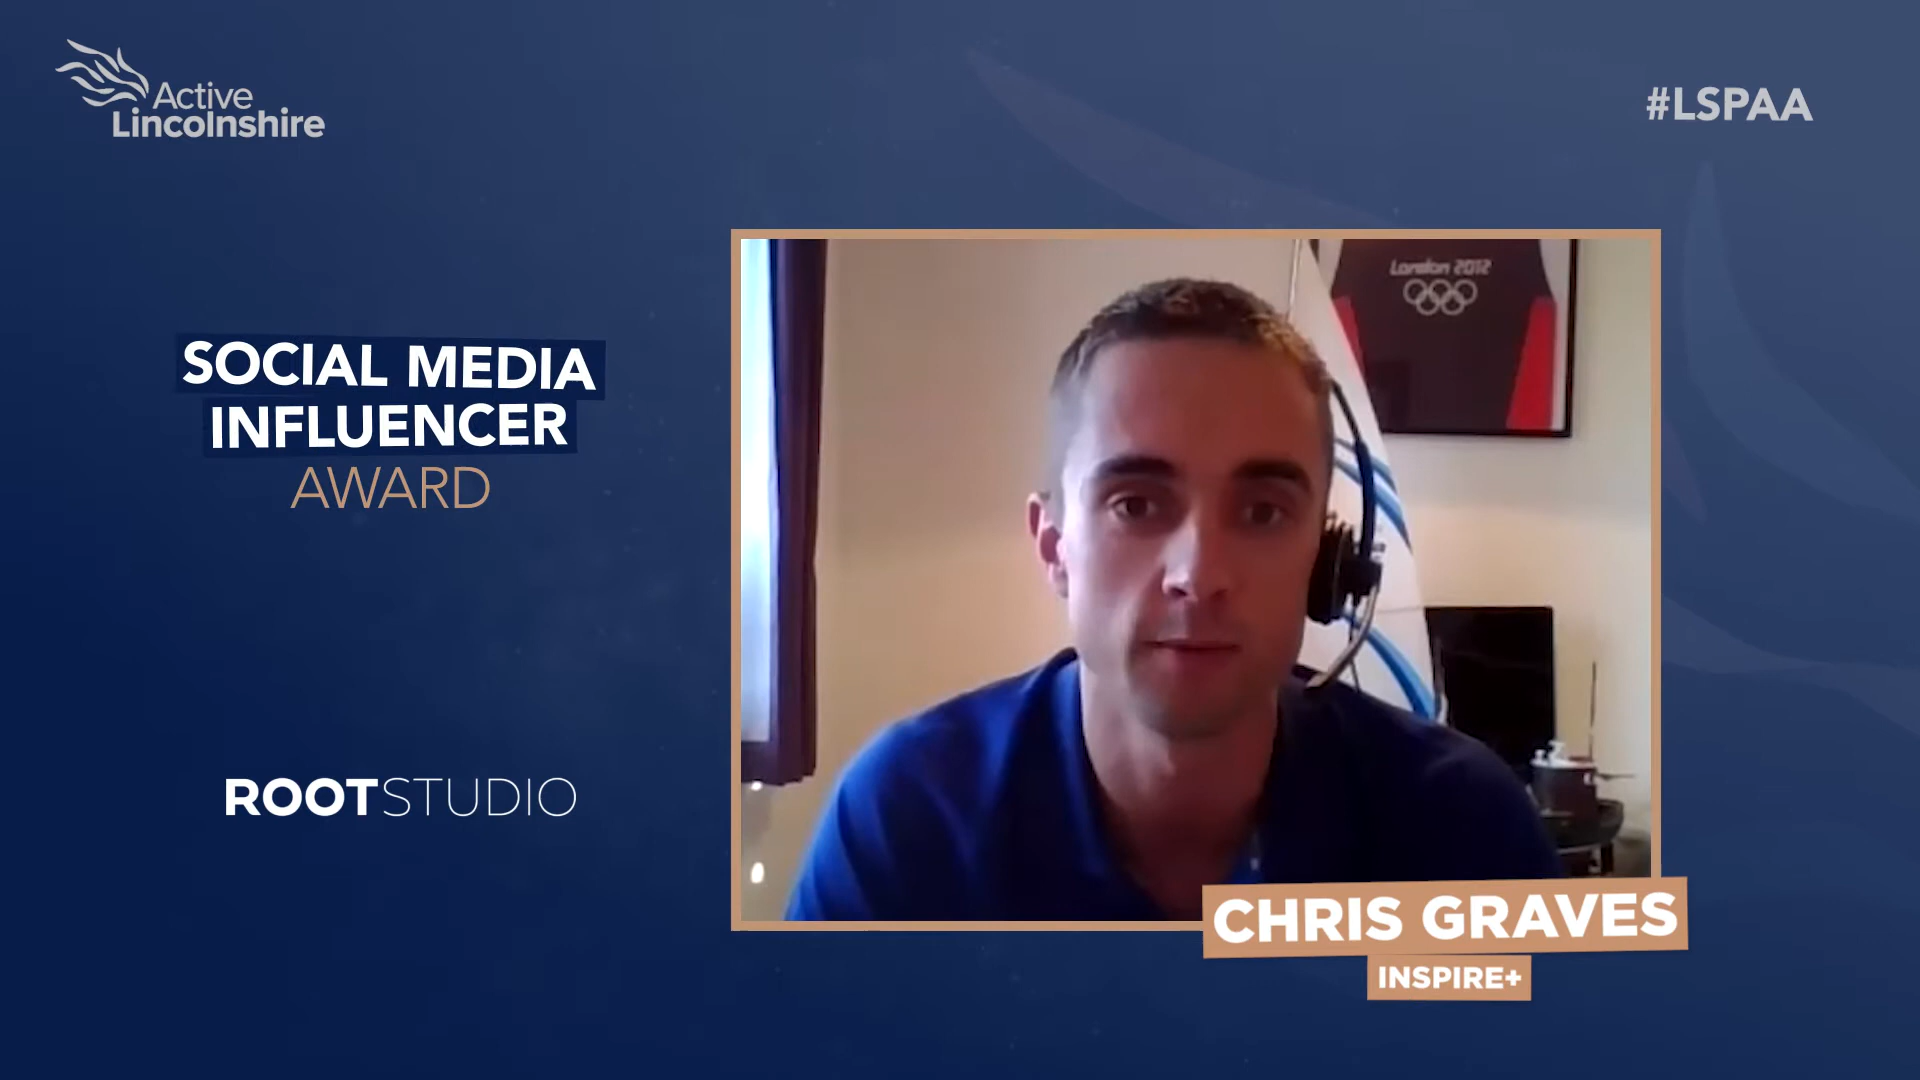 Active
Lincolnshire
#LSPAA
London 2012
SOCIAL MEDIA
INFLUENCER
AWARD
ROOTSTUDIO
CHRIS GRAVES
INSPIRE+